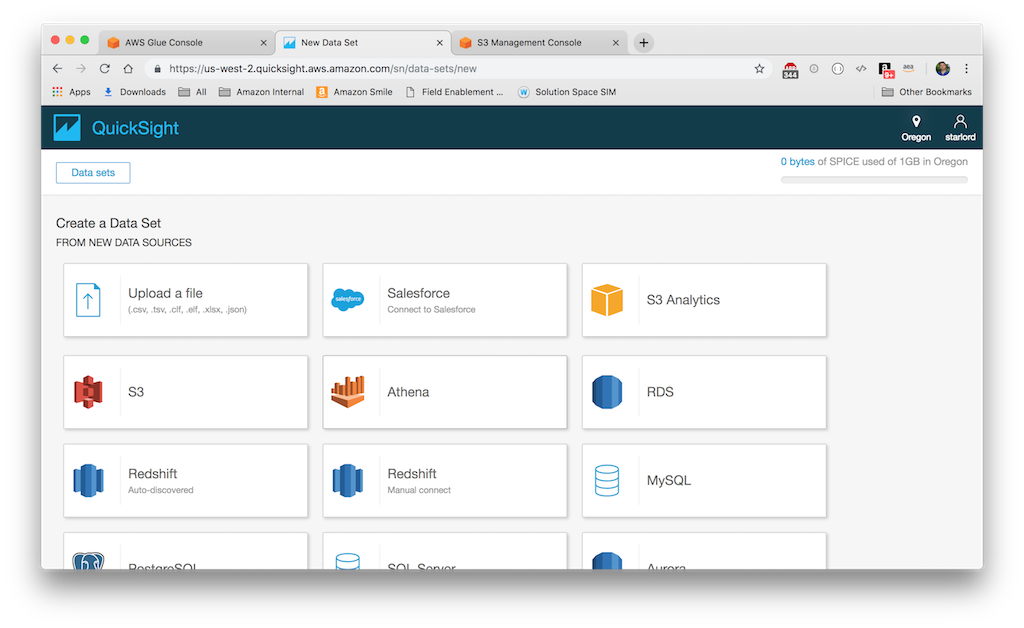 AWS Glue Console
New Data Set
S3 Management Console
https://us-west-2.quicksight.aws.amazon.com/sn/data-sets/new
344
9+
aea
Apps
Downloads
All
Amazon Internal
Amazon Smile
Field Enablement ...
Solution Space SIM
Other Bookmarks
QuickSight
Oregon
starlord
Data sets
0 bytes of SPICE used of 1GB in Oregon
Create a Data Set
FROM NEW DATA SOURCES
Upload a file
(.csv, .tsv, .clf, .elf, .xlsx, .json)
salesforce
Salesforce
Connect to Salesforce
S3 Analytics
S3
Athena
RDS
Redshift
Auto-discovered
Redshift
Manual connect
MySQL
PostgreSQL
SQL Server
Aurora